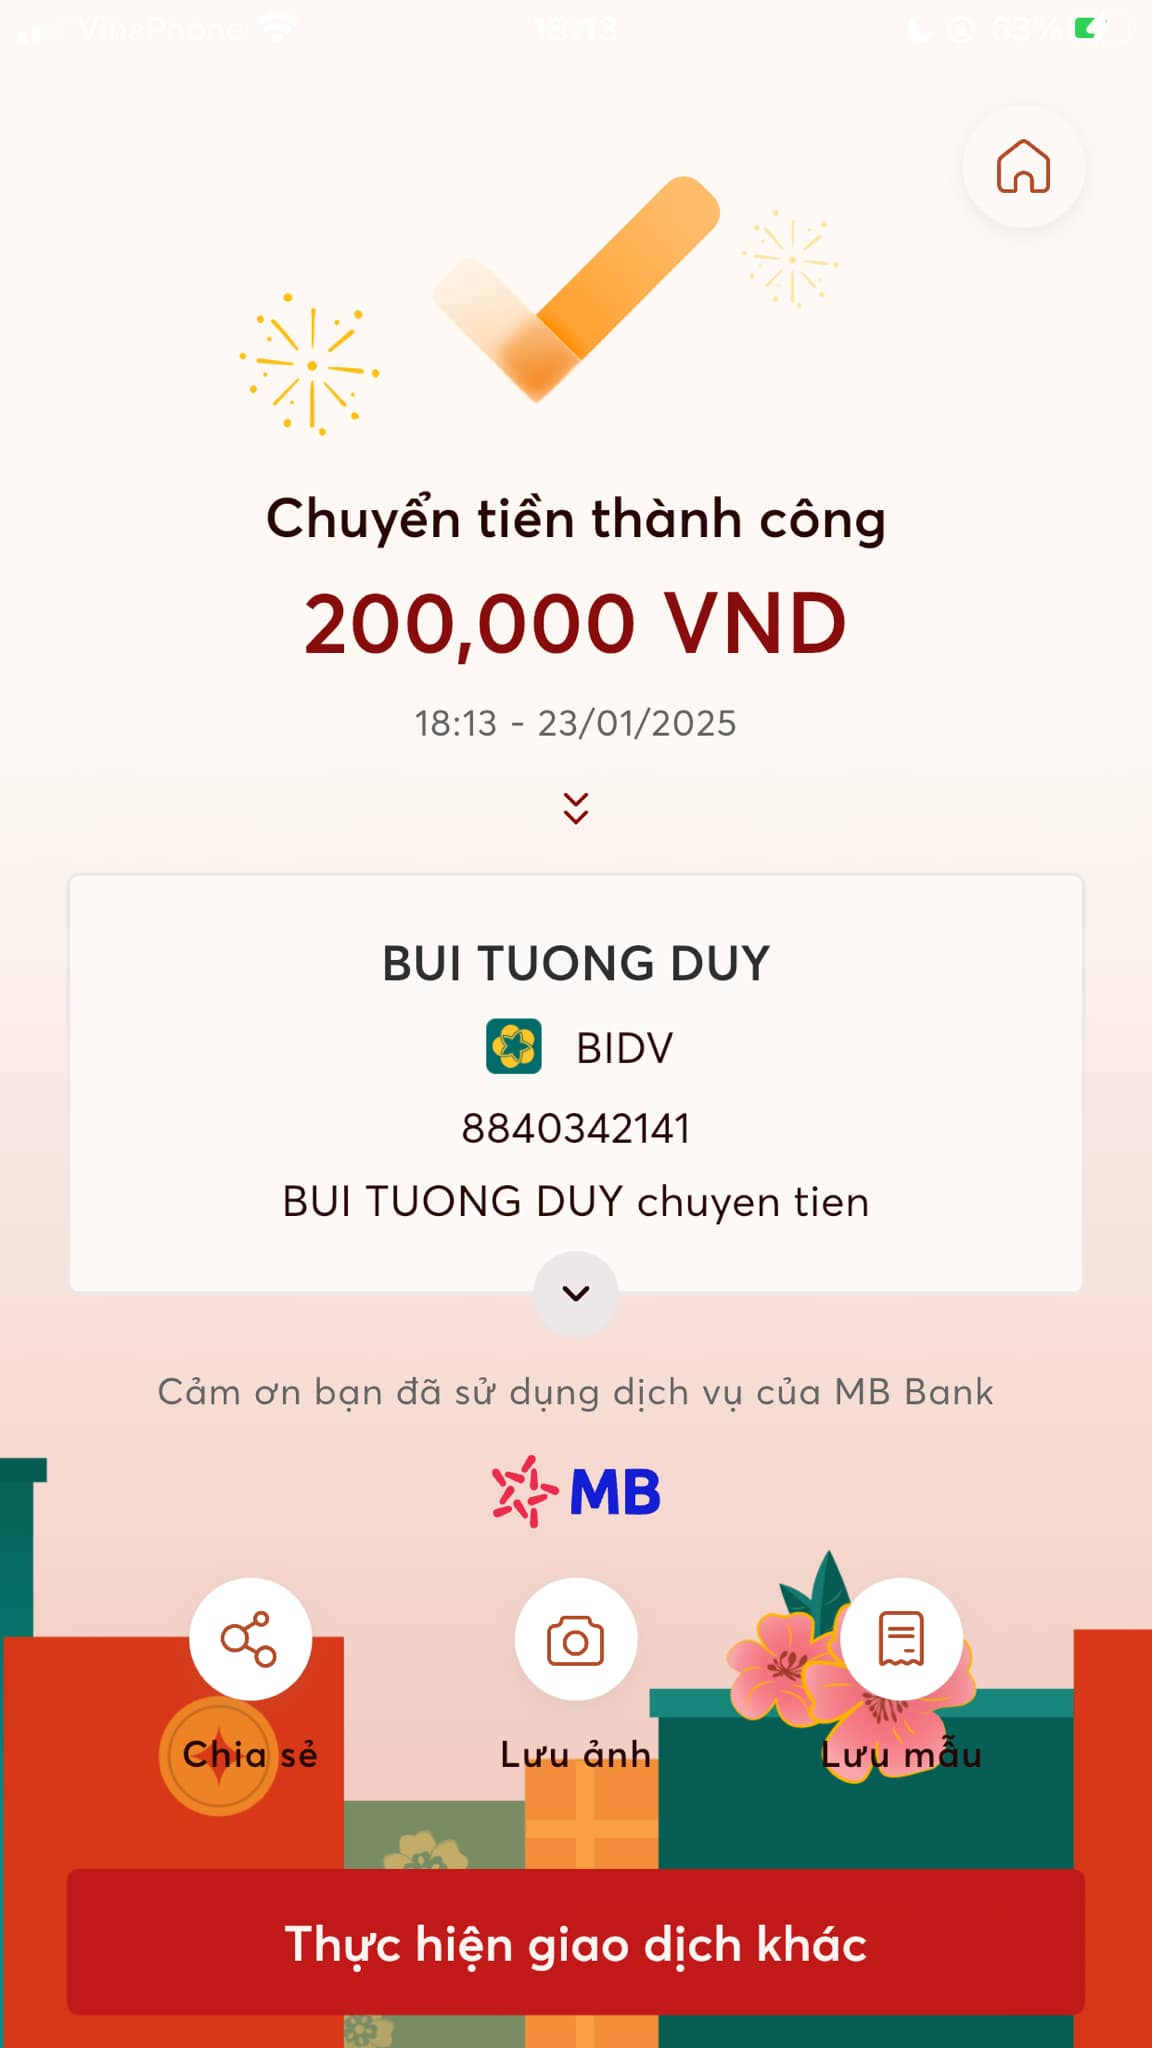 VinaPhone 18:13 63%
Chuyển tiền thành công
200,000 VND
18:13 - 23/01/2025
BUI TUONG DUY
BIDV
8840342141
BUI TUONG DUY chuyen tien
Cảm ơn bạn đã sử dụng dịch vụ của MB Bank
MB
Chia sẻ Lưu ảnh Lưu mẫu
Thực hiện giao dịch khác